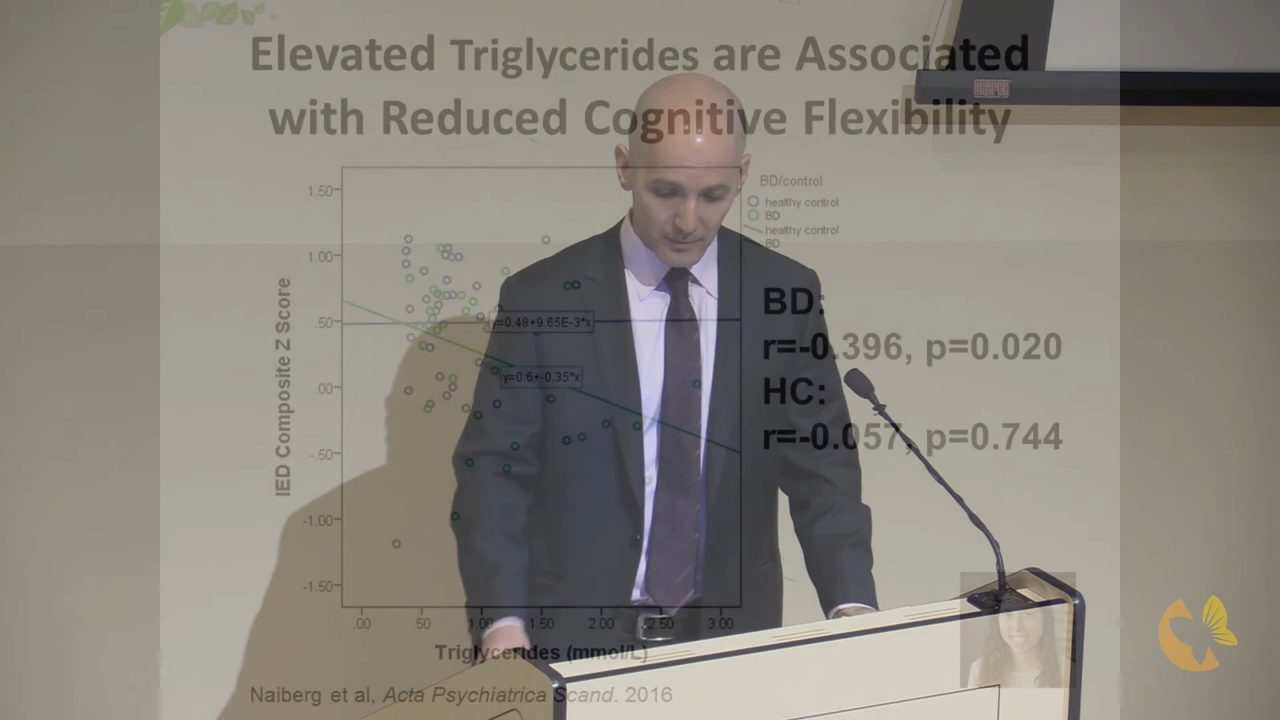 Elevated Triglycerides are Associated
with Reduced Cognitive Flexibility
BD/control
healthy control
BD
healthy control
BD
1.50
1.00
.50
.00
-.50
-1.00
-1.50
IED Composite Z Score
y=0.48+9.65E-3*x
y=0.6+-0.35*x
BD:
r=-0.396, p=0.020
HC:
r=-0.057, p=0.744
.00 .50 1.00 1.50 2.00 2.50 3.00
Triglycerides (mmol/L)
Naiberg et al, Acta Psychiatrica Scand. 2016
DRAPER